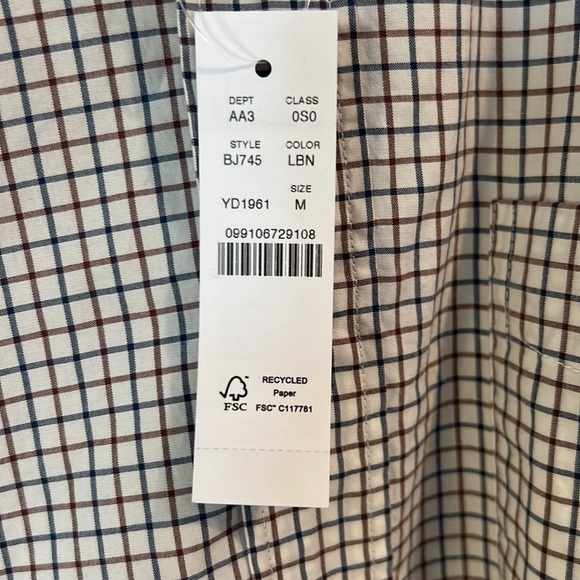 DEPT CLASS
AA3 0S0
STYLE COLOR
BJ745 LBN
SIZE
YD1961 M
099106729108
RECYCLED
Paper
FSC FSC™ C117781